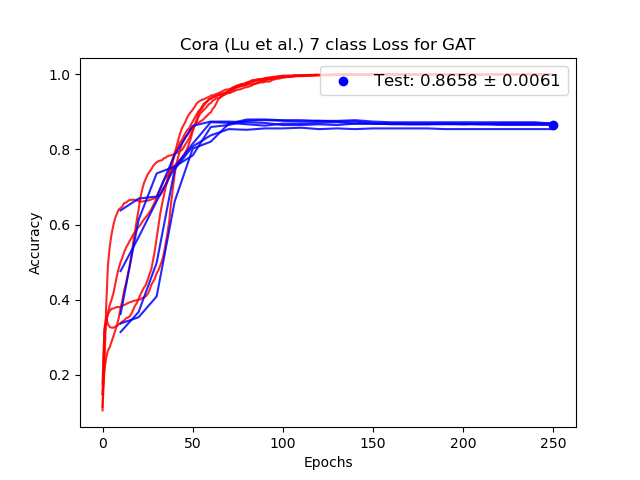 Cora (Lu et al.) 7 class Loss for GAT
Test: 0.8658 ± 0.0061
Accuracy
1.0
0.8
0.6
0.4
0.2
0 50 100 150 200 250
Epochs